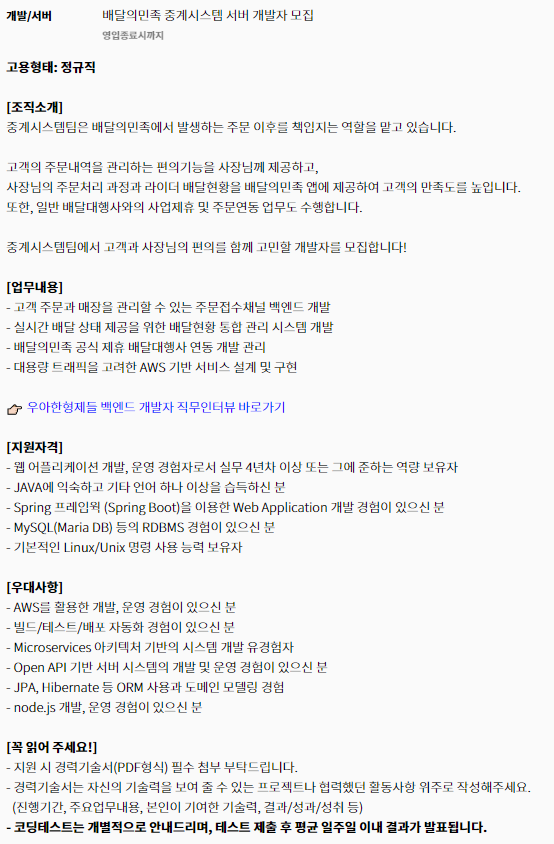 개발/서버 배달의민족 중계시스템 서버 개발자 모집
영입종료시까지
고용형태: 정규직
[조직소개]
중계시스템팀은 배달의민족에서 발생하는 주문 이후를 책임지는 역할을 맡고 있습니다.
고객의 주문내역을 관리하는 편의기능을 사장님께 제공하고,
사장님의 주문처리 과정과 라이더 배달현황을 배달의민족 앱에 제공하여 고객의 만족도를 높입니다.
또한, 일반 배달대행사와의 사업제휴 및 주문연동 업무도 수행합니다.
중계시스템팀에서 고객과 사장님의 편의를 함께 고민할 개발자를 모집합니다!
[업무내용]
- 고객 주문과 매장을 관리할 수 있는 주문접수채널 백엔드 개발
- 실시간 배달 상태 제공을 위한 배달현황 통합 관리 시스템 개발
- 배달의민족 공식 제휴 배달대행사 연동 개발 관리
- 대용량 트래픽을 고려한 AWS 기반 서비스 설계 및 구현
👉 우아한형제들 백엔드 개발자 직무인터뷰 바로가기
[지원자격]
- 웹 어플리케이션 개발, 운영 경험자로서 실무 4년차 이상 또는 그에 준하는 역량 보유자
- JAVA에 익숙하고 기타 언어 하나 이상을 습득하신 분
- Spring 프레임웍 (Spring Boot)을 이용한 Web Application 개발 경험이 있으신 분
- MySQL(Maria DB) 등의 RDBMS 경험이 있으신 분
- 기본적인 Linux/Unix 명령 사용 능력 보유자
[우대사항]
- AWS를 활용한 개발, 운영 경험이 있으신 분
- 빌드/테스트/배포 자동화 경험이 있으신 분
- Microservices 아키텍처 기반의 시스템 개발 유경험자
- Open API 기반 서버 시스템의 개발 및 운영 경험이 있으신 분
- JPA, Hibernate 등 ORM 사용과 도메인 모델링 경험
- node.js 개발, 운영 경험이 있으신 분
[꼭 읽어 주세요!]
- 지원 시 경력기술서(PDF형식) 필수 첨부 부탁드립니다.
- 경력기술서는 자신의 기술력을 보여 줄 수 있는 프로젝트나 협력했던 활동사항 위주로 작성해주세요.
(진행기간, 주요업무내용, 본인이 기여한 기술력, 결과/성과/성취 등)
- 코딩테스트는 개별적으로 안내드리며, 테스트 제출 후 평균 일주일 이내 결과가 발표됩니다.